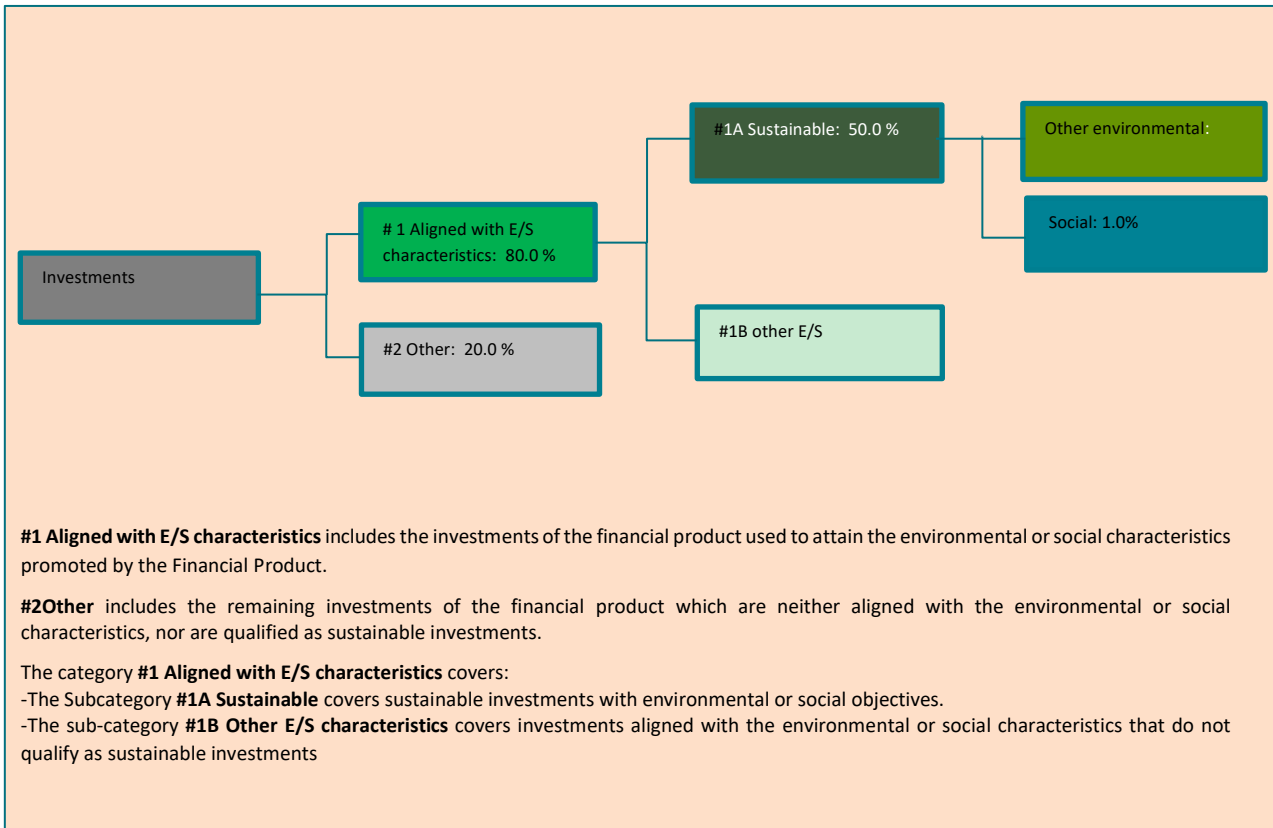 #1A Sustainable: 50.0 %
Other environmental:
# 1 Aligned with E/S
characteristics: 80.0 %
Social: 1.0%
Investments
#1B other E/S
#2 Other: 20.0 %
#1 Aligned with E/S characteristics includes the investments of the financial product used to attain the environmental or social characteristics
promoted by the Financial Product.
#2Other includes the remaining investments of the financial product which are neither aligned with the environmental or social
characteristics, nor are qualified as sustainable investments.
The category #1 Aligned with E/S characteristics covers:
-The Subcategory #1A Sustainable covers sustainable investments with environmental or social objectives.
-The sub-category #1B Other E/S characteristics covers investments aligned with the environmental or social characteristics that do not
qualify as sustainable investments